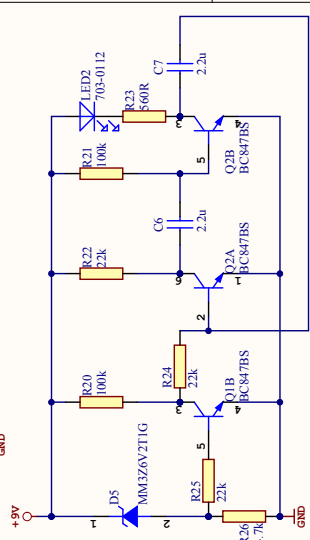 C7
2.2u
LED2
703-0112
R23
560R
3
4
Q2B
BC847BS
5
R21
100k
C6
2.2u
R22
22k
6
1
Q2A
BC847BS
2
R24
22k
R20
100k
3
4
Q1B
BC847BS
5
GND
R25
22k
D5
MM3Z6V2T1G
+9V
1
2
R26
GND